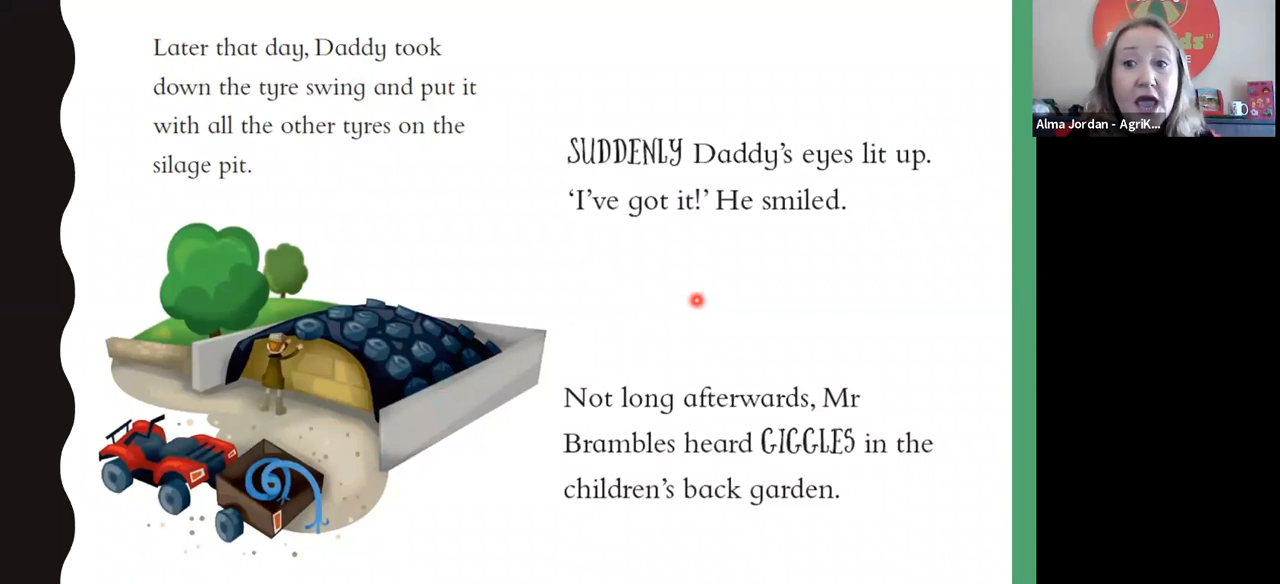 Later that day, Daddy took
down the tyre swing and put it
with all the other tyres on the
silage pit.
SUDDENLY Daddy’s eyes lit up.
‘I’ve got it!’ He smiled.
Not long afterwards, Mr
Brambles heard GIGGLES in the
children’s back garden.
Alma Jordan - AgriK...